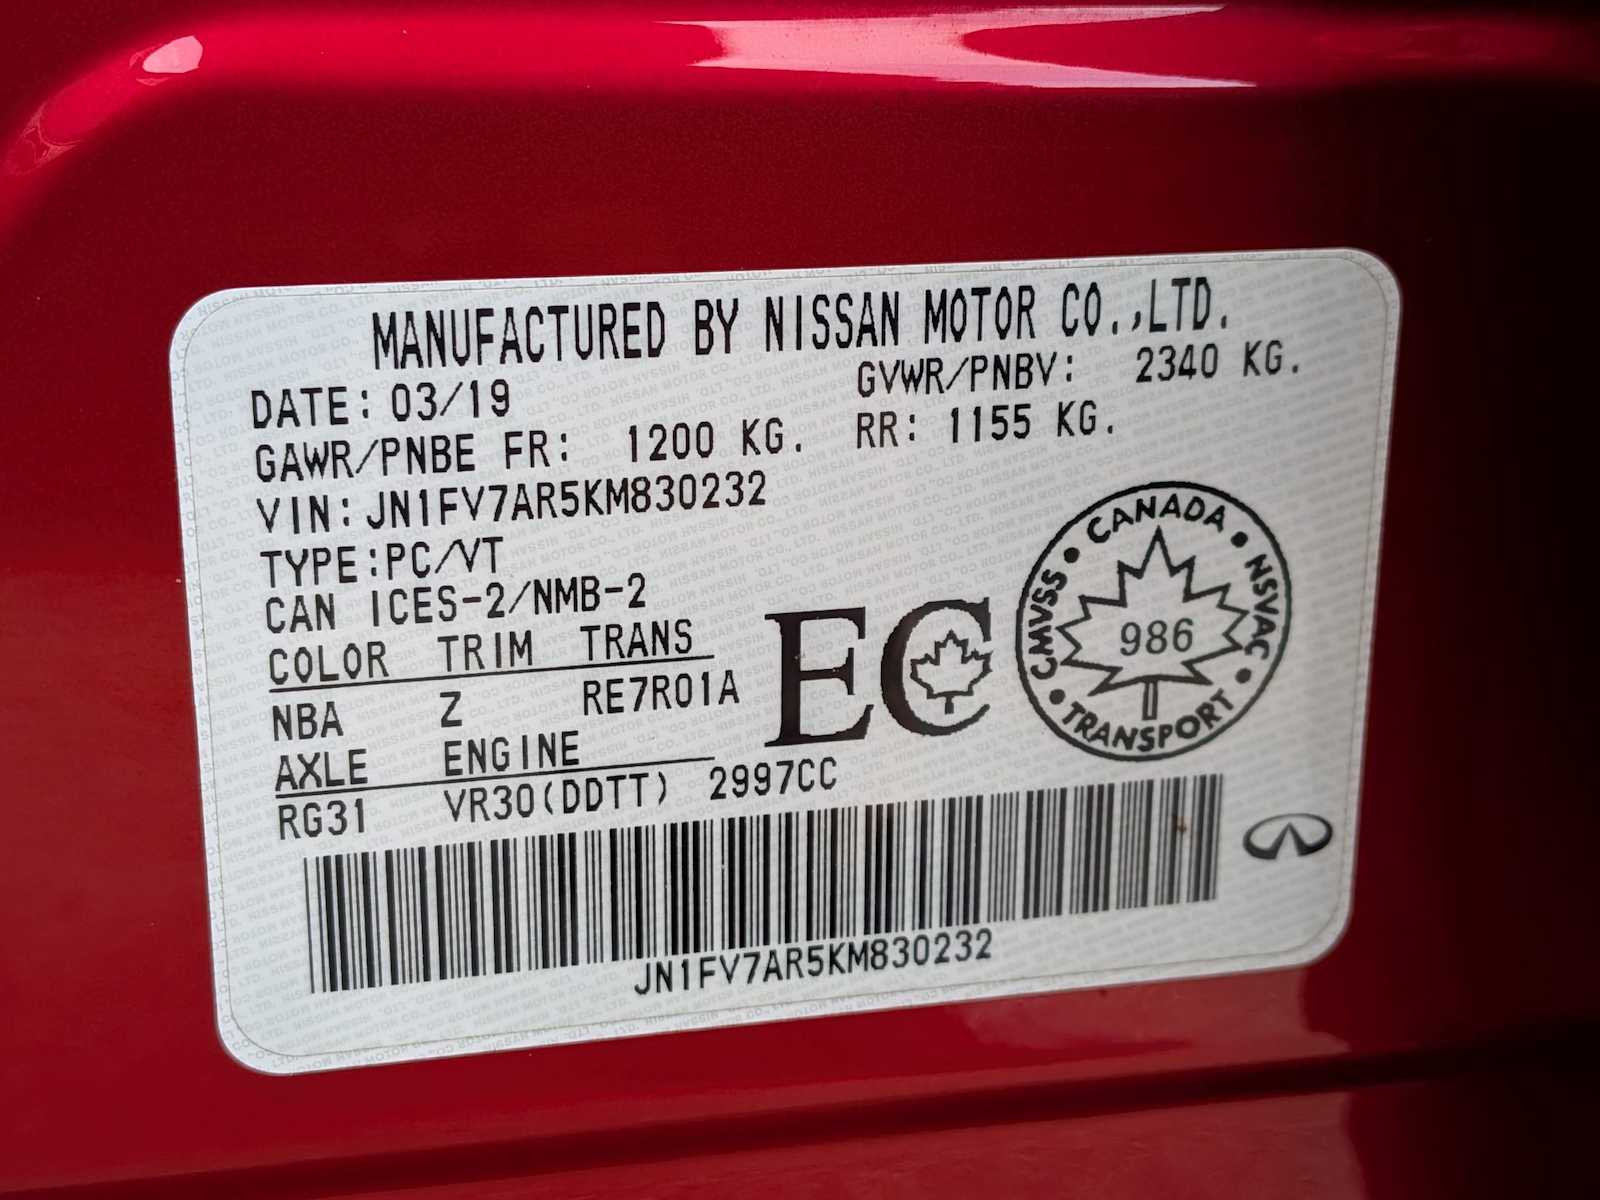 MANUFACTURED BY NISSAN MOTOR CO.,LTD.
DATE: 03/19 GVWR/PNBV: 2340 KG.
GAWR/PNBE FR: 1200 KG. RR: 1155 KG.
VIN: JN1FV7AR5KM830232
TYPE:PC/VT
CAN ICES-2/NMB-2
COLOR TRIM TRANS
NBA Z RE7R01A
AXLE ENGINE
RG31 VR30(DDTT) 2997CC
EC
CANADA
CMVSS
NSVAC
986
TRANSPORT
JN1FV7AR5KM830232